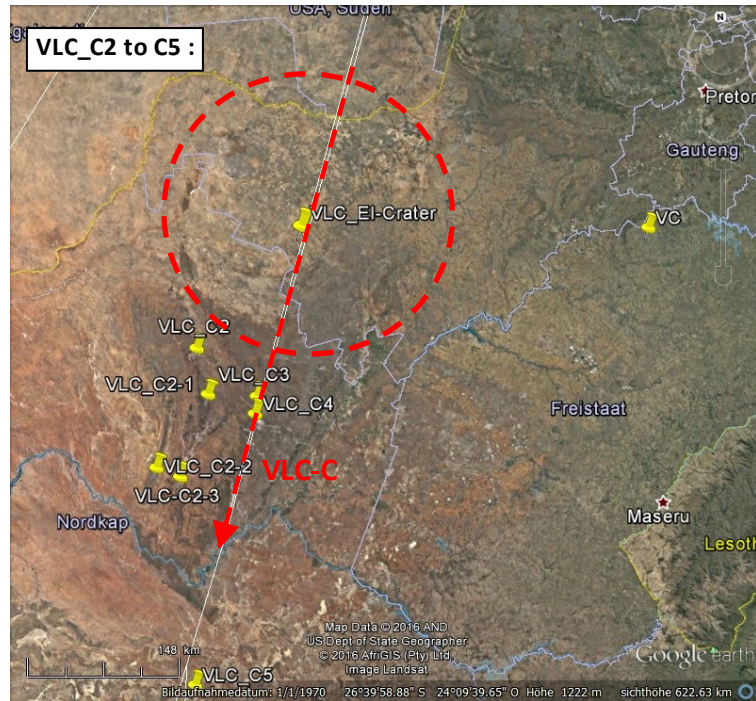 USA, Süden
VLC_C2 to C5 :
Pretor
Gauteng
VLC_EI-Crater
VC
VLC_C2
VLC_C2-1
VLC_C3
VLC_C4
Freistaat
VLC-C
VLC_C2-2
VLC-C2-3
Nordkap
Maseru
Lesoth
Map Data © 2016 AND
US Dept of State Geographer
© 2016 AfriGIS (Pty) Ltd.
Image Landsat
Google earth
148 km
VLC_C5
Bildaufnahmedatum: 1/1/1970 26°39'58.88" S 24°09'39.65" O Höhe 1222 m sichthöhe 622.63 km
N